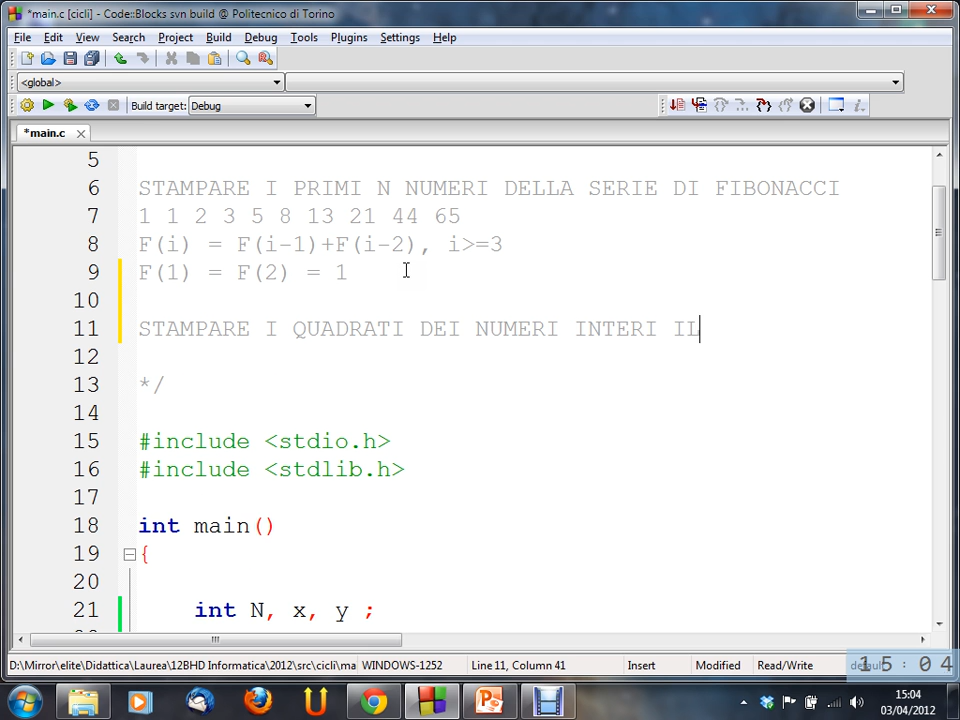 *main.c [cicli] - Code::Blocks svn build @ Politecnico di Torino
File Edit View Search Project Build Debug Tools Plugins Settings Help
<global>
Build target: Debug
*main.c
5
6 STAMPARE I PRIMI N NUMERI DELLA SERIE DI FIBONACCI
7 1 1 2 3 5 8 13 21 44 65
8 F(i) = F(i-1)+F(i-2), i>=3
9 F(1) = F(2) = 1
10
11 STAMPARE I QUADRATI DEI NUMERI INTERI IL
12
13 */
14
15 #include <stdio.h>
16 #include <stdlib.h>
17
18 int main()
19 {
20
21 int N, x, y ;
D:\Mirror\elite\Didattica\Laurea\12BHD Informatica\2012\src\cicli\ma WINDOWS-1252 Line 11, Column 41 Insert Modified Read/Write default
15:04
15:04
03/04/2012